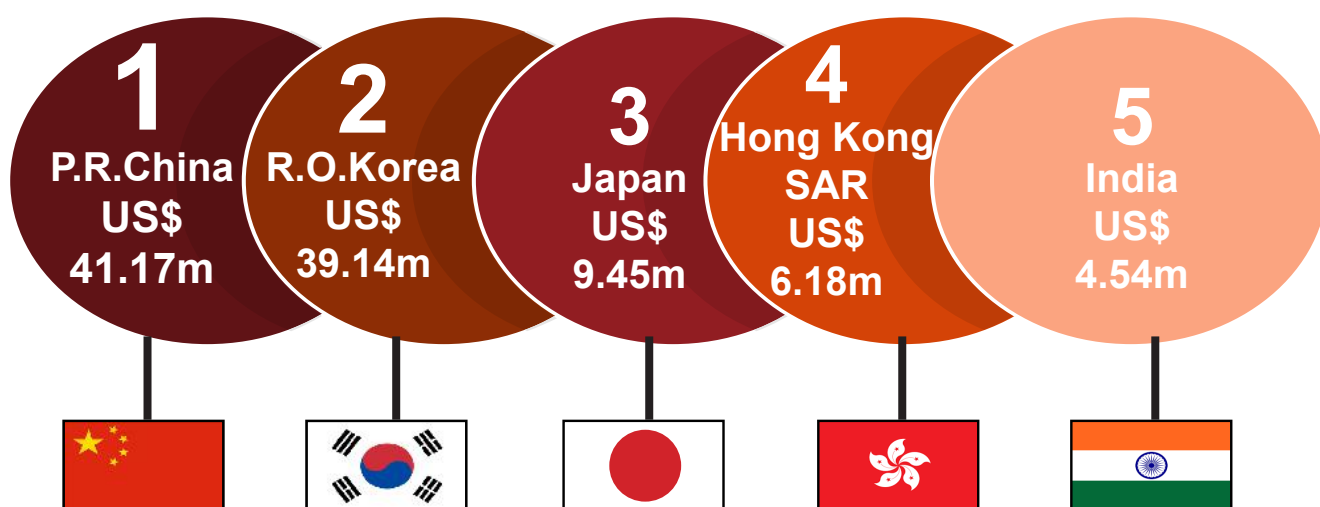 1
P.R.China
US$
41.17m
2
R.O.Korea
US$
39.14m
3
Japan
US$
9.45m
4
Hong Kong
SAR
US$
6.18m
5
India
US$
4.54m